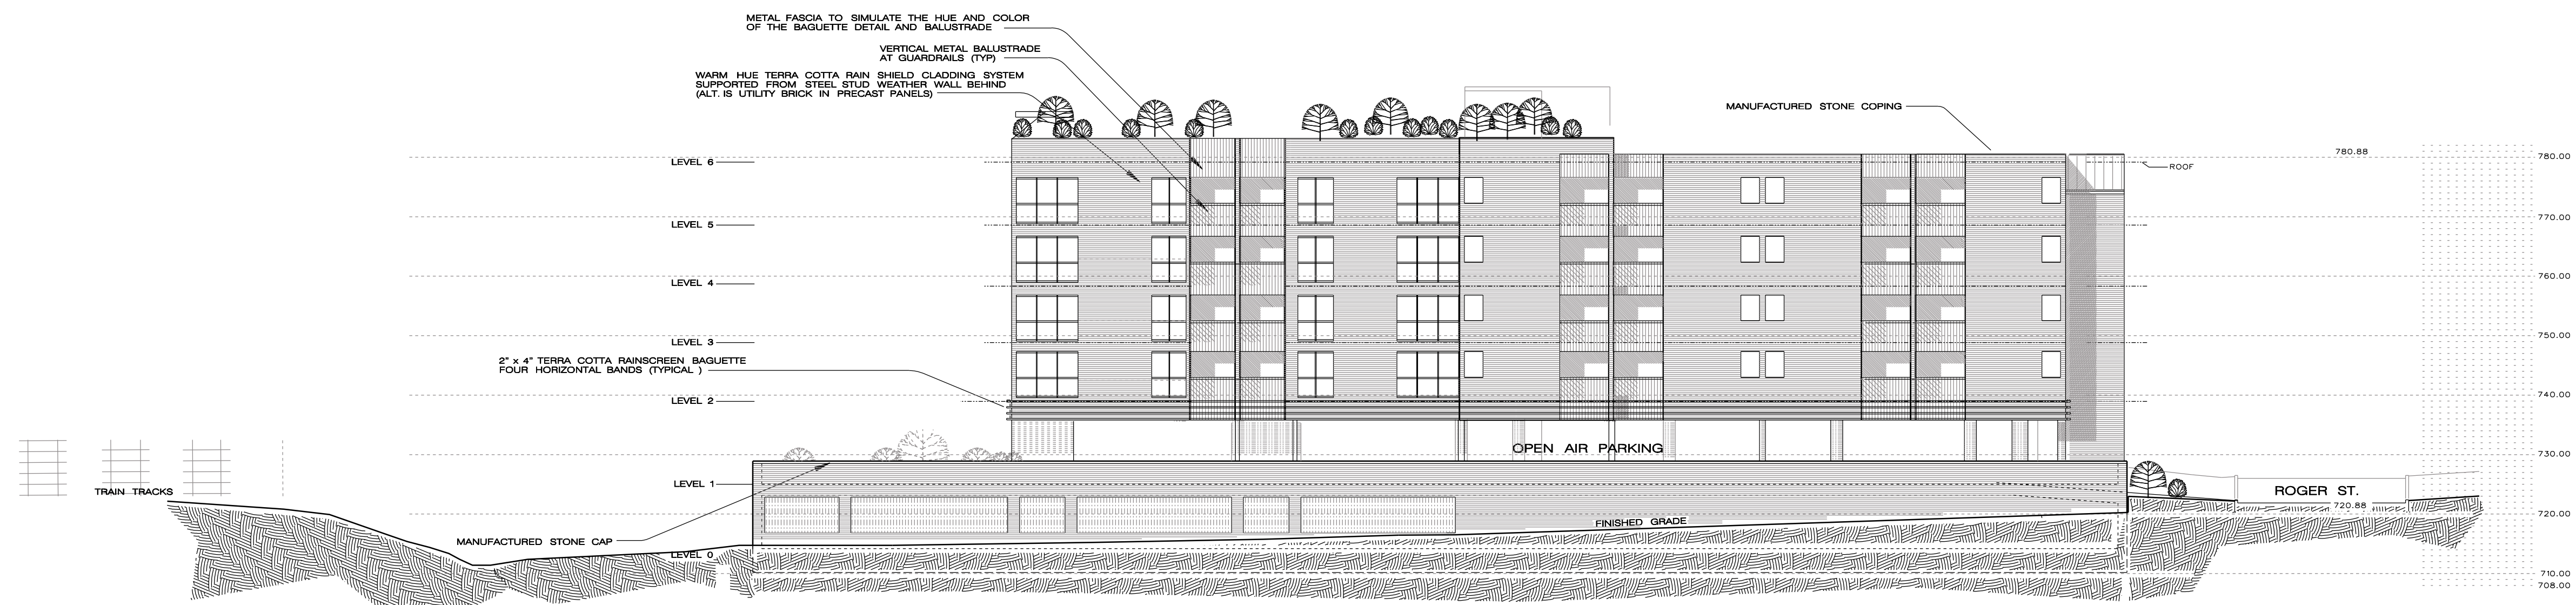 METAL FASCIA TO SIMULATE THE HUE AND COLOR
OF THE BAGUETTE DETAIL AND BALUSTRADE
VERTICAL METAL BALUSTRADE
AT GUARDRAILS (TYP)
WARM HUE TERRA COTTA RAIN SHIELD CLADDING SYSTEM
SUPPORTED FROM STEEL STUD WEATHER WALL BEHIND
(ALT. IS UTILITY BRICK IN PRECAST PANELS)
MANUFACTURED STONE COPING
780.88
780.00
LEVEL 6
ROOF
770.00
LEVEL 5
760.00
LEVEL 4
750.00
LEVEL 3
2" x 4" TERRA COTTA RAINSCREEN BAGUETTE
FOUR HORIZONTAL BANDS (TYPICAL )
740.00
LEVEL 2
OPEN AIR PARKING
730.00
LEVEL 1
TRAIN TRACKS
ROGER ST.
720.88
720.00
FINISHED GRADE
MANUFACTURED STONE CAP
LEVEL 0
710.00
708.00